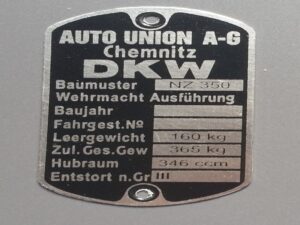 AUTO UNION A-G
Chemnitz
DKW
Baumuster NZ 350
Wehrmacht Ausführung
Baujahr
Fahrgest.№
Leergewicht 160 kg
Zul.Ges.Gew 365 kg
Hubraum 346 ccm
Entstort n.Gr III